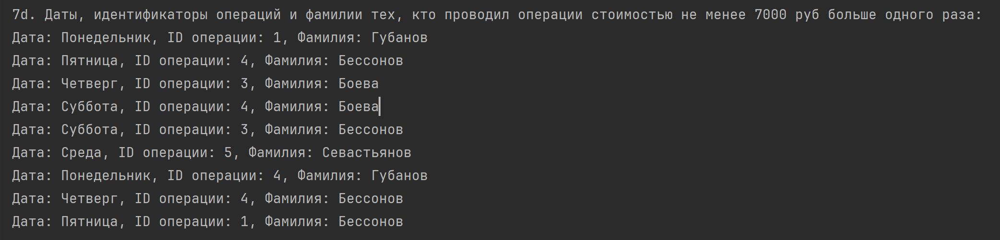 7d. Даты, идентификаторы операций и фамилии тех, кто проводил операции стоимостью не менее 7000 руб больше одного раза:
Дата: Понедельник, ID операции: 1, Фамилия: Губанов
Дата: Пятница, ID операции: 4, Фамилия: Бессонов
Дата: Четверг, ID операции: 3, Фамилия: Боева
Дата: Суббота, ID операции: 4, Фамилия: Боева
Дата: Суббота, ID операции: 3, Фамилия: Бессонов
Дата: Среда, ID операции: 5, Фамилия: Севастьянов
Дата: Понедельник, ID операции: 4, Фамилия: Губанов
Дата: Четверг, ID операции: 4, Фамилия: Бессонов
Дата: Пятница, ID операции: 1, Фамилия: Бессонов